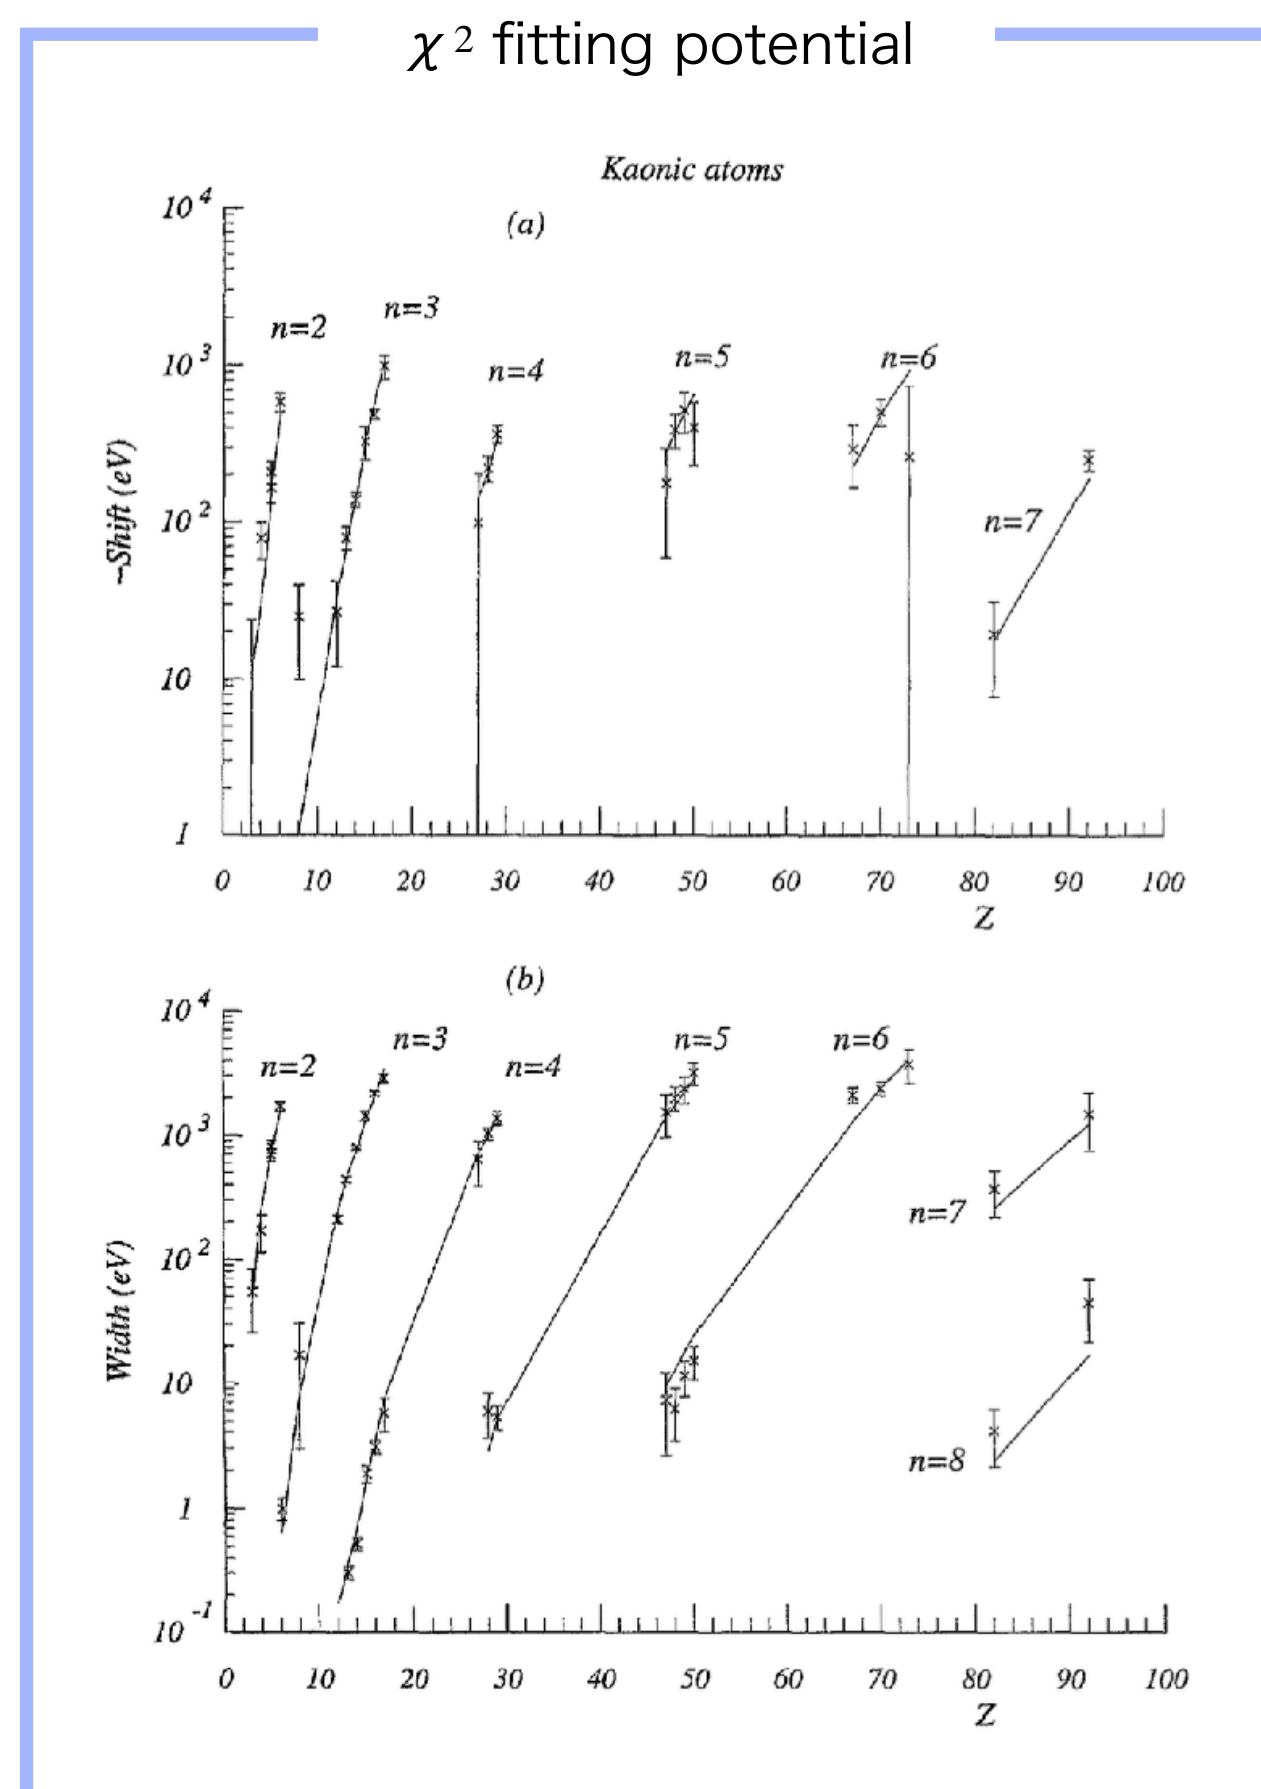 χ² fitting potential
Kaonic atoms
(a)
10⁴
n=3
n=2
10³
n=4
n=5
n=6
−Shift (eV)
10²
n=7
10
1
0 10 20 30 40 50 60 70 80 90 100
Z
(b)
10⁴
n=3
n=5
n=6
n=2
n=4
10³
n=7
10²
Width (eV)
10
n=8
1
10⁻¹
0 10 20 30 40 50 60 70 80 90 100
Z